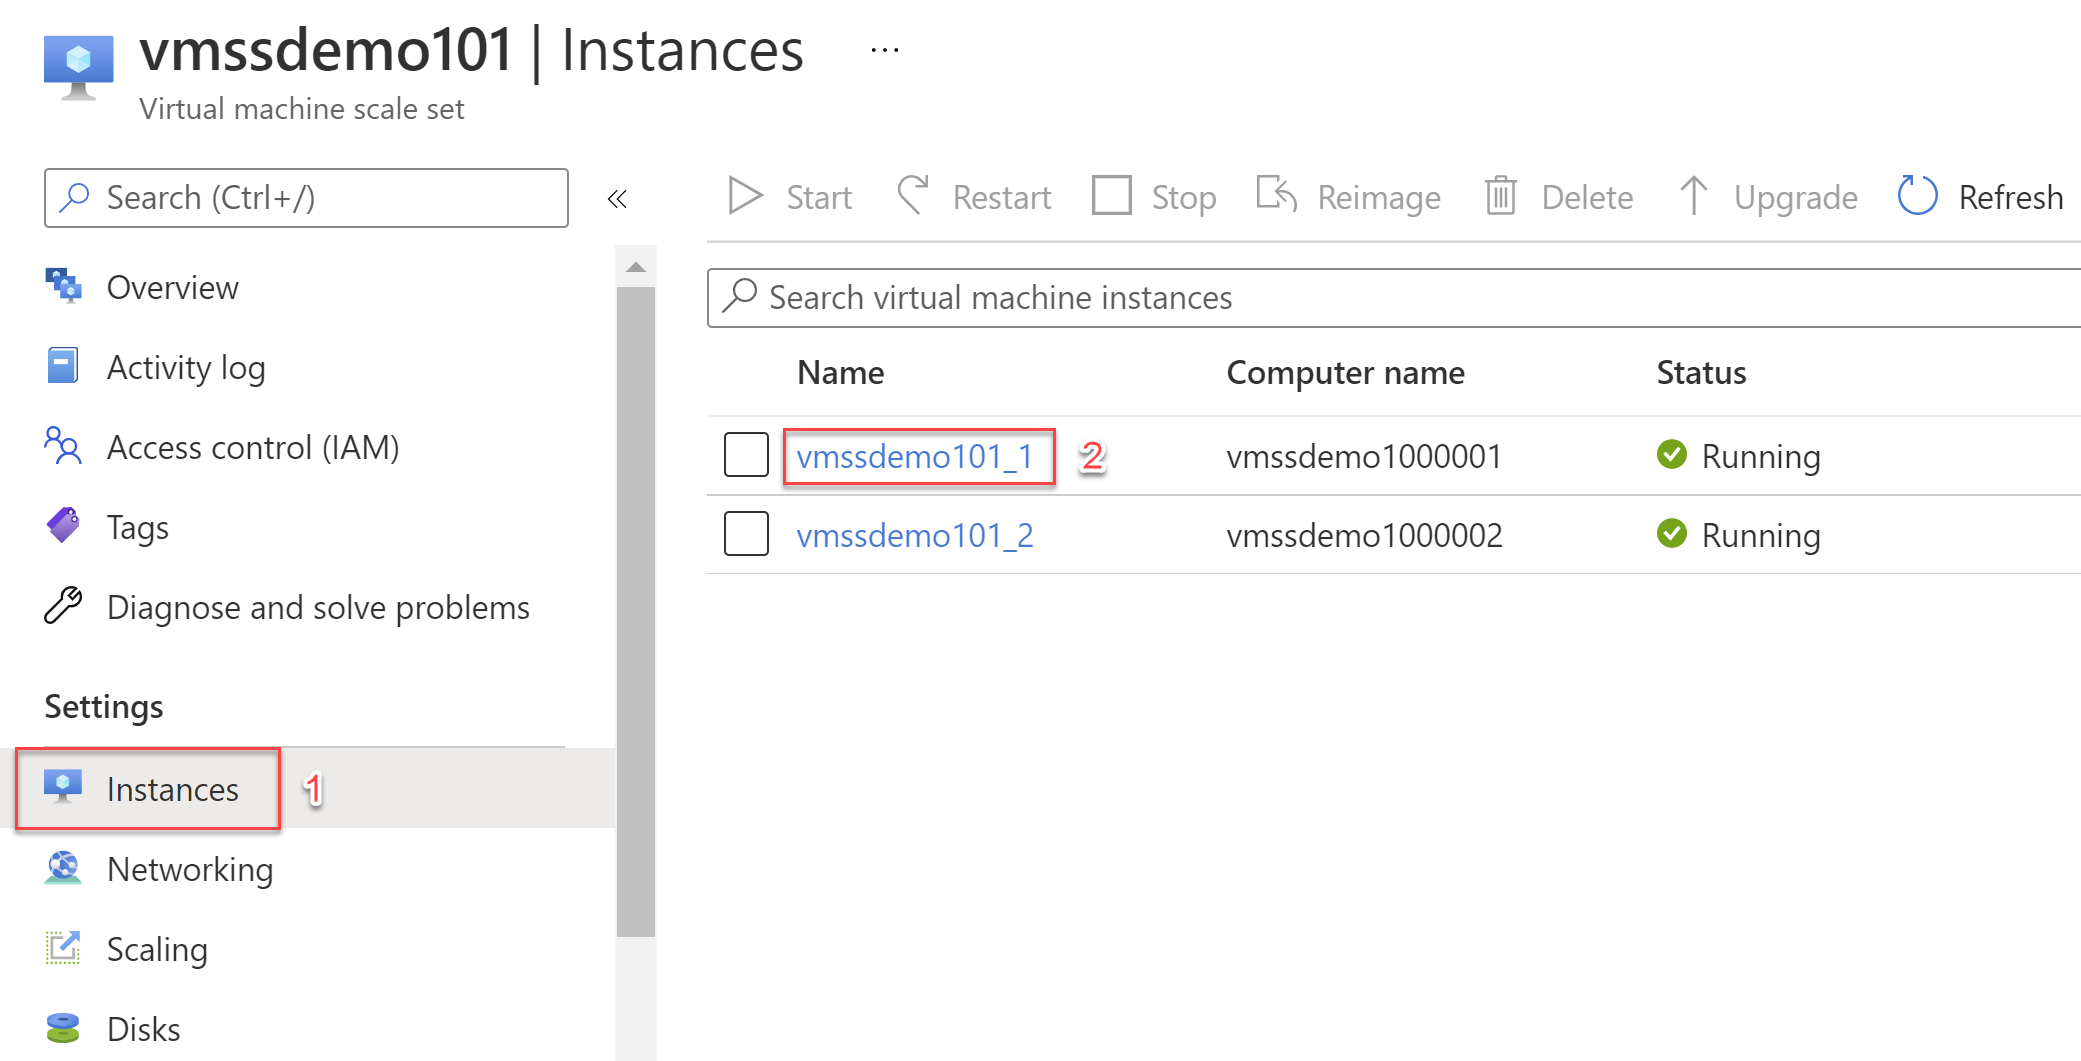 vmssdemo101 | Instances ...
Virtual machine scale set
Search (Ctrl+/)
«
Overview
Activity log
Access control (IAM)
Tags
Diagnose and solve problems
Settings
Instances 1
Networking
Scaling
Disks
Start Restart Stop Reimage Delete Upgrade Refresh
Search virtual machine instances
Name Computer name Status
vmssdemo101_1 2 vmssdemo1000001 Running
vmssdemo101_2 vmssdemo1000002 Running